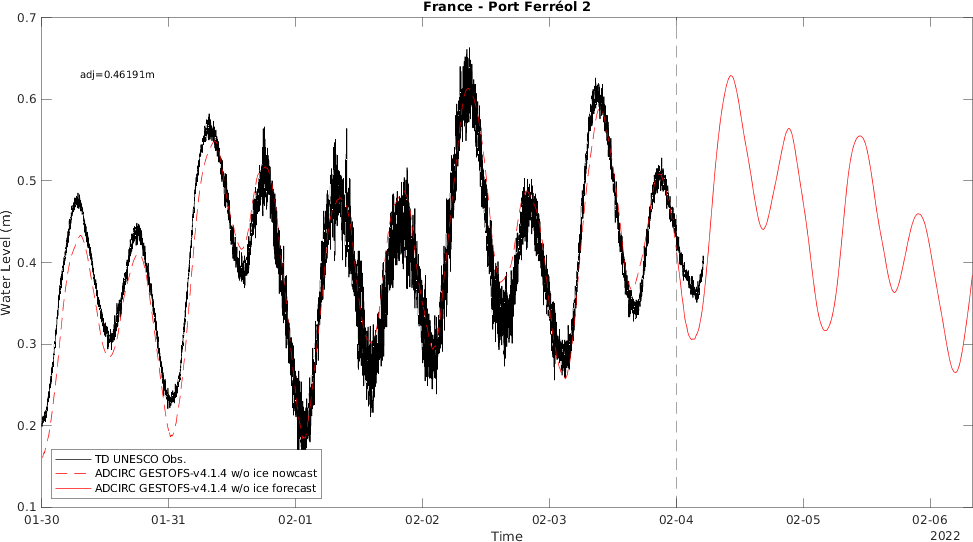 France - Port Ferréol 2
0.7
0.6
0.5
0.4
0.3
0.2
0.1
Water Level (m)
adj=0.46191m
TD UNESCO Obs.
ADCIRC GESTOFS-v4.1.4 w/o ice nowcast
ADCIRC GESTOFS-v4.1.4 w/o ice forecast
01-30 01-31 02-01 02-02 02-03 02-04 02-05 02-06
Time
2022